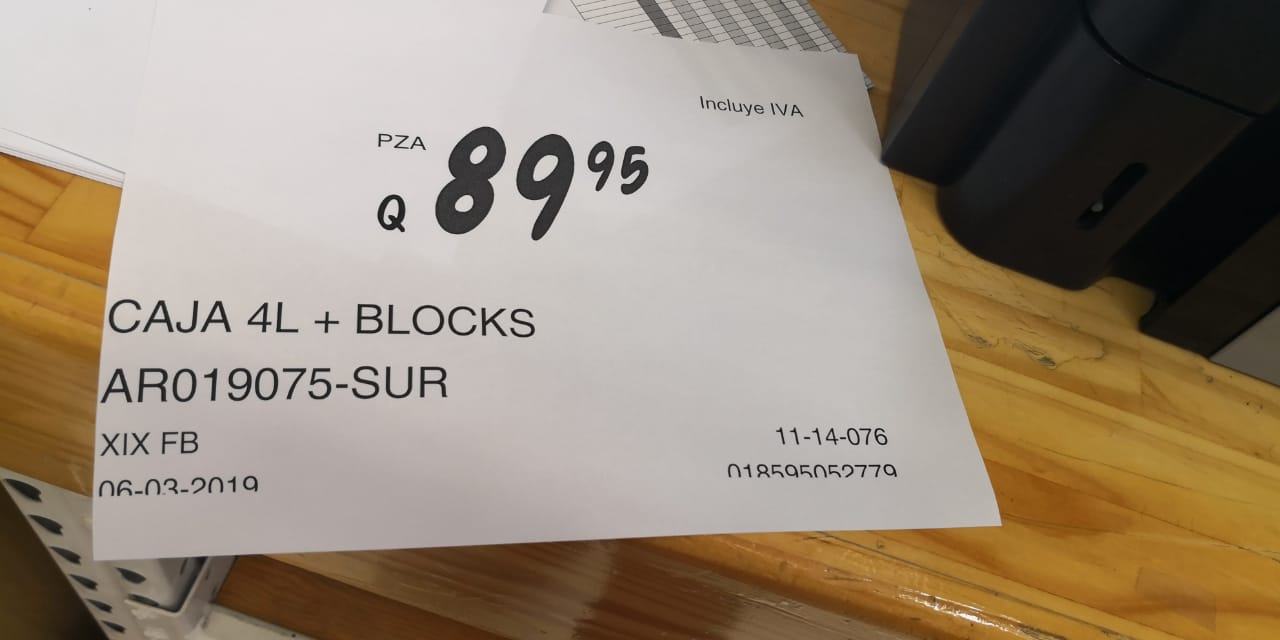 Incluye IVA
PZA
Q 89 95
CAJA 4L + BLOCKS
AR019075-SUR
XIX FB
11-14-076
06-03-2019
018595052779